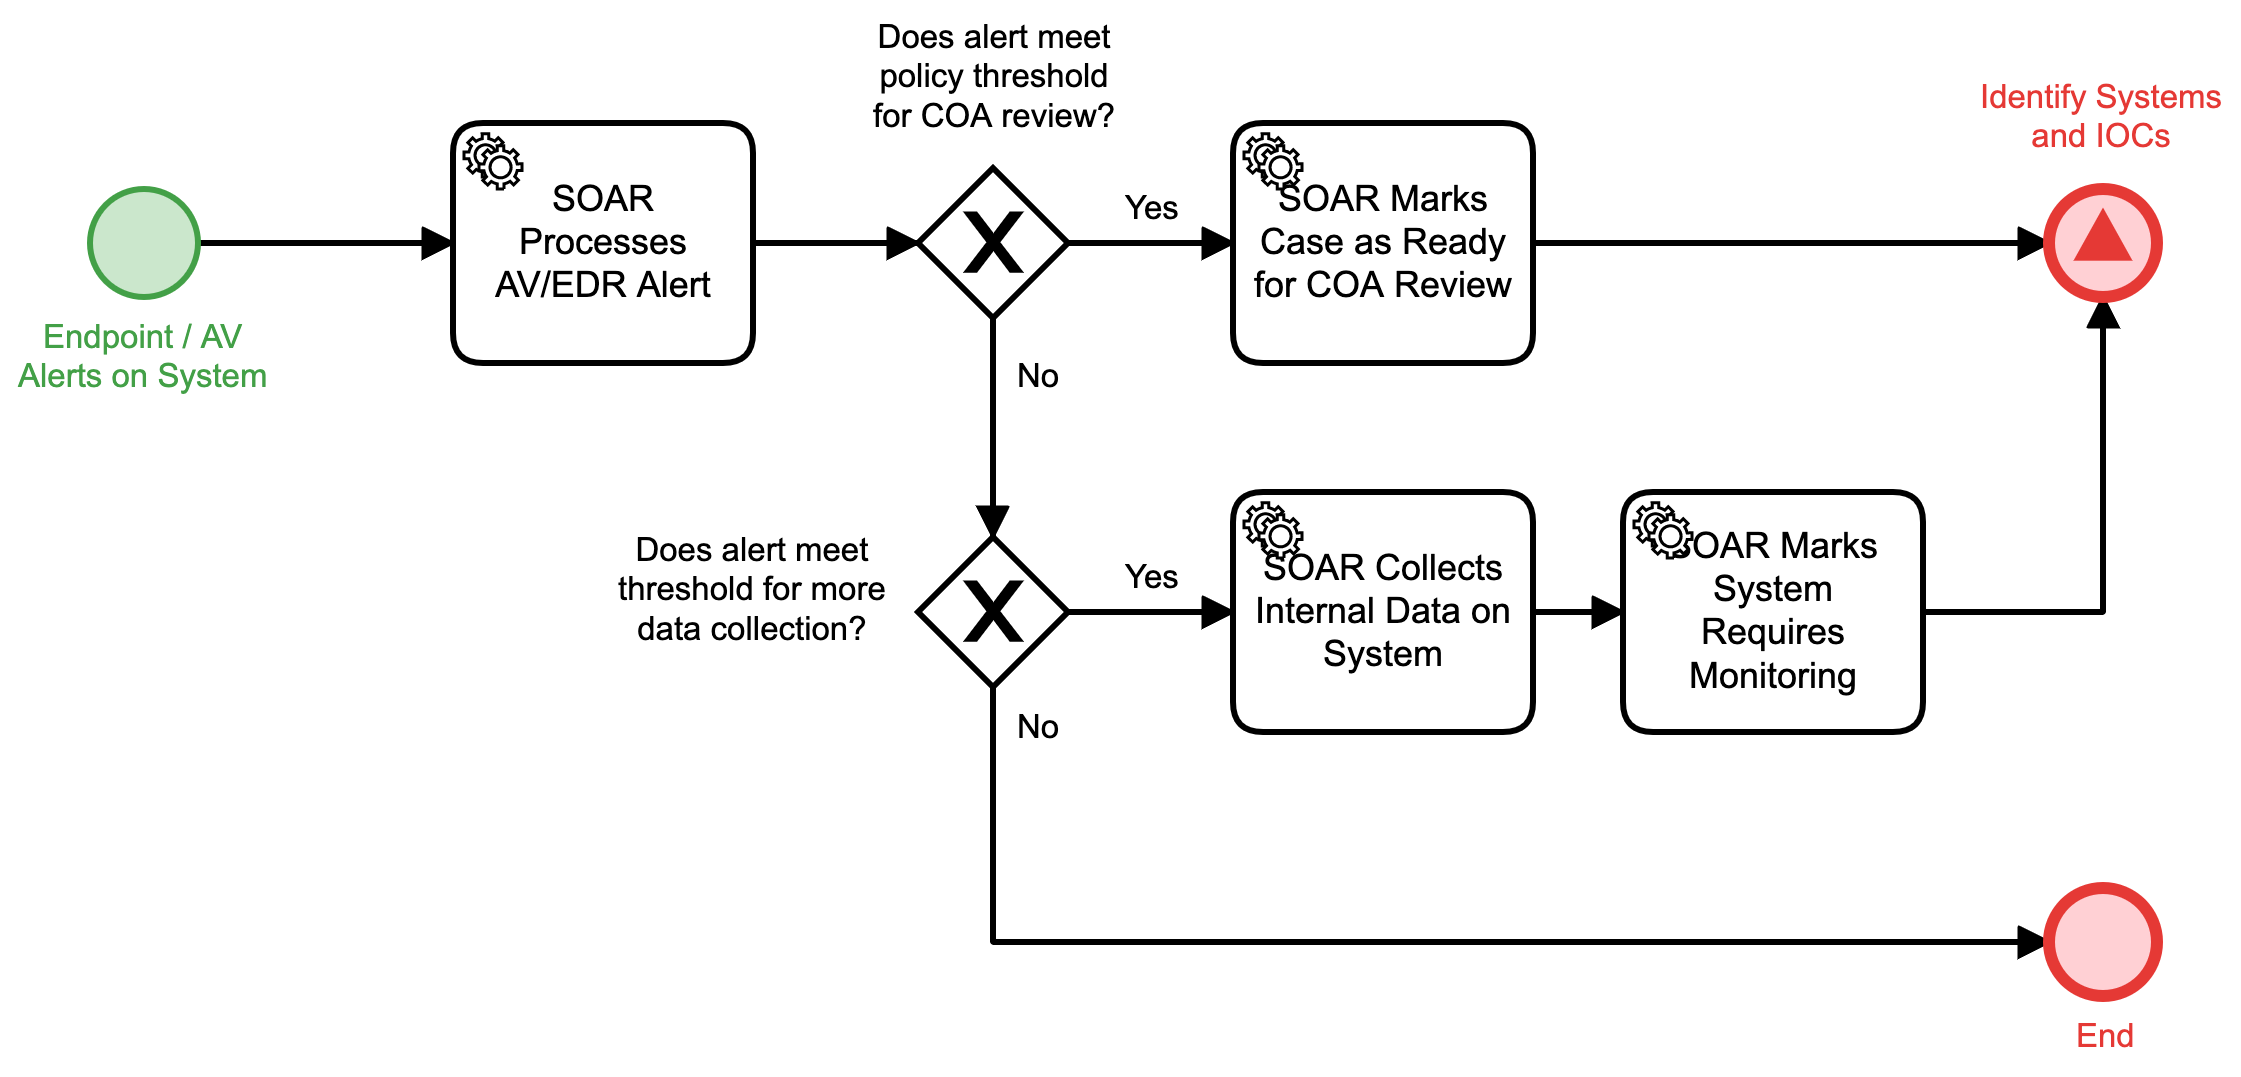 Does alert meet
policy threshold
for COA review?
Identify Systems
and IOCs
SOAR
Processes
AV/EDR Alert
Yes
SOAR Marks
Case as Ready
for COA Review
Endpoint / AV
Alerts on System
No
Does alert meet
threshold for more
data collection?
Yes
SOAR Collects
Internal Data on
System
SOAR Marks
System
Requires
Monitoring
No
End